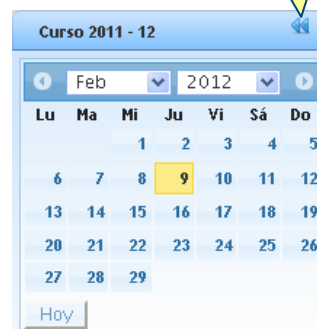 Curso 2011 - 12
Feb 2012
Lu Ma Mi Ju Vi Sá Do
1 2 3 4 5
6 7 8 9 10 11 12
13 14 15 16 17 18 19
20 21 22 23 24 25 26
27 28 29
Hoy